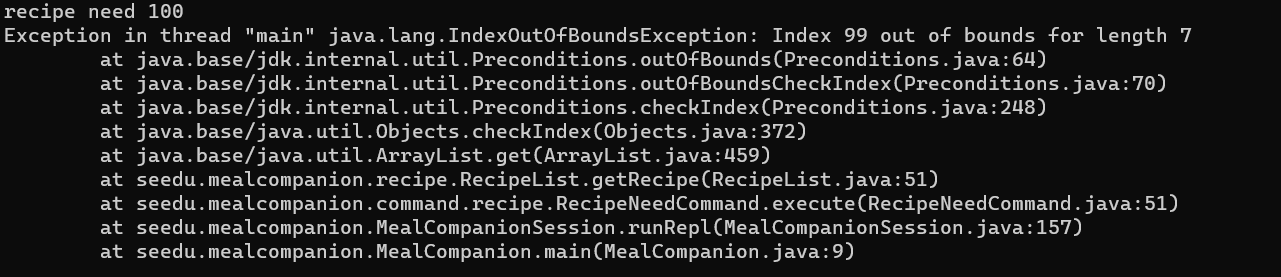 recipe need 100
Exception in thread "main" java.lang.IndexOutOfBoundsException: Index 99 out of bounds for length 7
        at java.base/jdk.internal.util.Preconditions.outOfBounds(Preconditions.java:64)
        at java.base/jdk.internal.util.Preconditions.outOfBoundsCheckIndex(Preconditions.java:70)
        at java.base/jdk.internal.util.Preconditions.checkIndex(Preconditions.java:248)
        at java.base/java.util.Objects.checkIndex(Objects.java:372)
        at java.base/java.util.ArrayList.get(ArrayList.java:459)
        at seedu.mealcompanion.recipe.RecipeList.getRecipe(RecipeList.java:51)
        at seedu.mealcompanion.command.recipe.RecipeNeedCommand.execute(RecipeNeedCommand.java:51)
        at seedu.mealcompanion.MealCompanionSession.runRepl(MealCompanionSession.java:157)
        at seedu.mealcompanion.MealCompanion.main(MealCompanion.java:9)